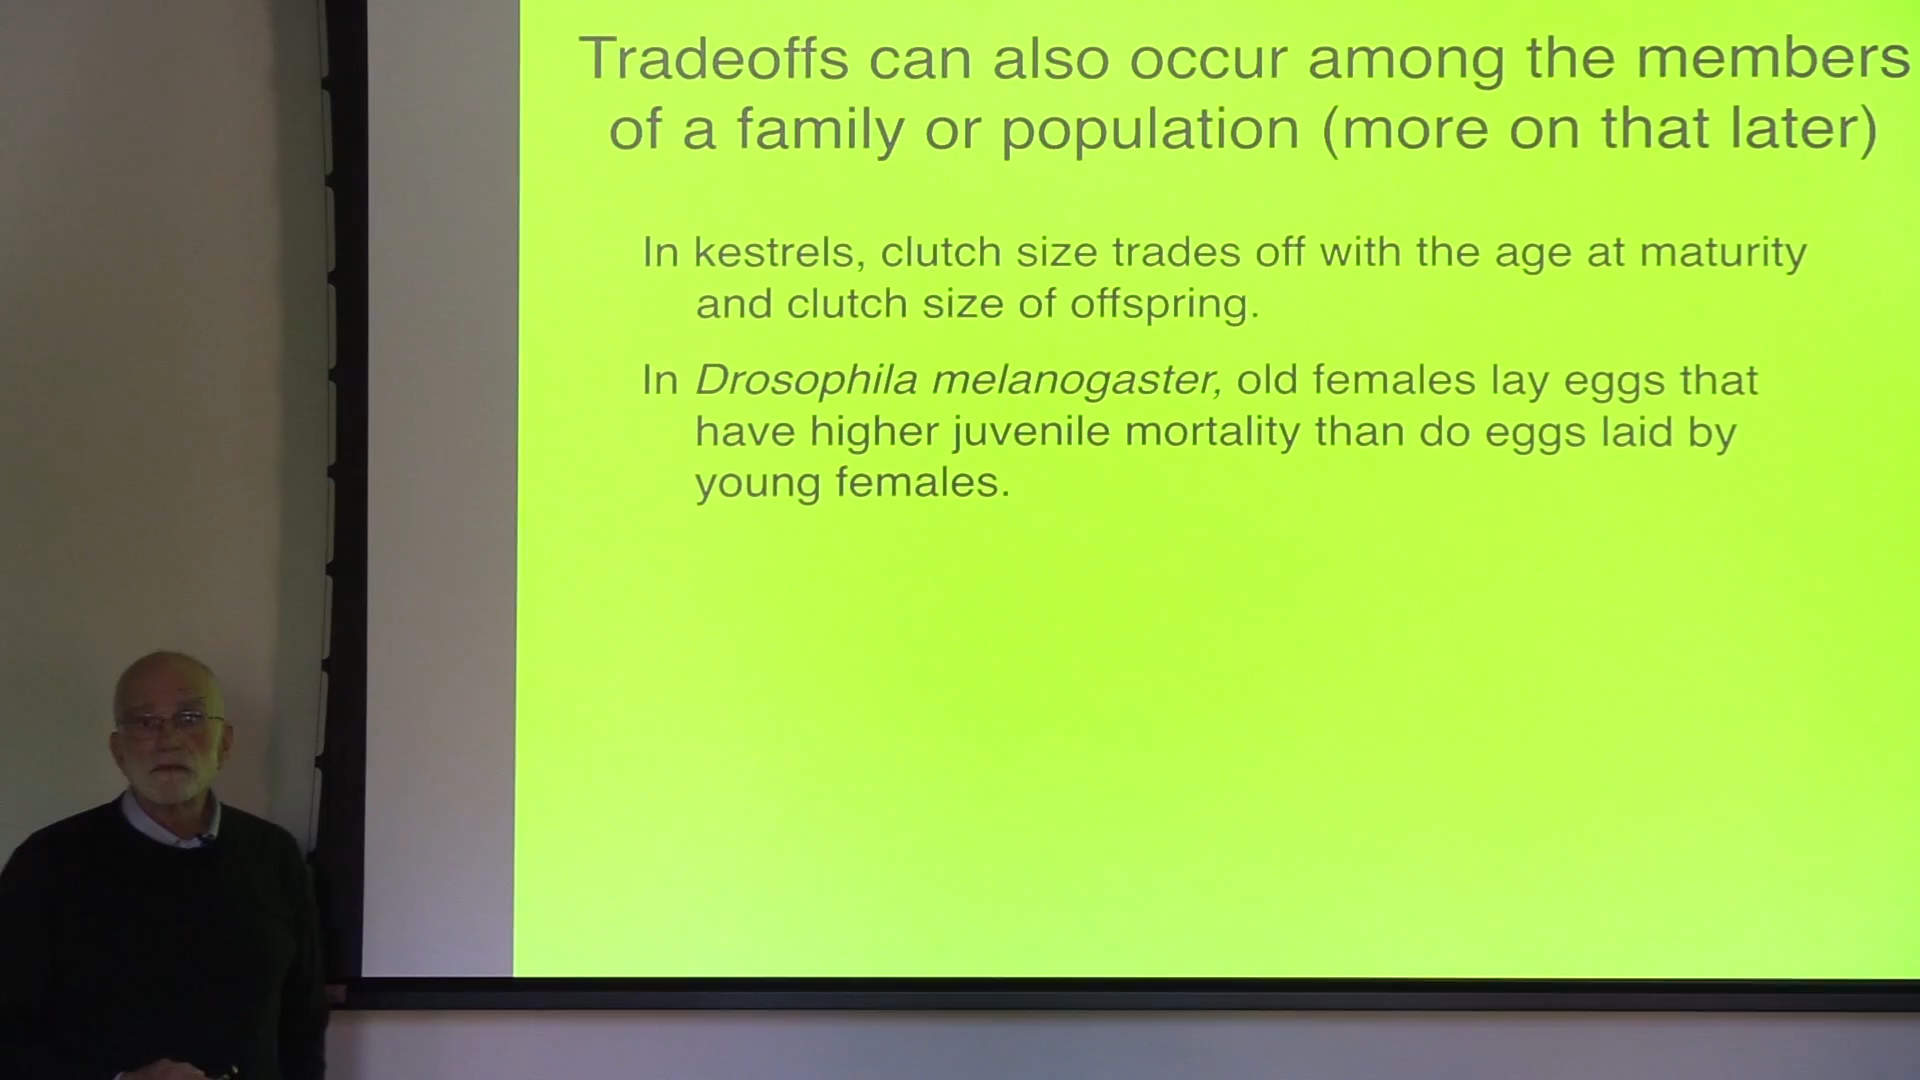 Tradeoffs can also occur among the members
of a family or population (more on that later)
In kestrels, clutch size trades off with the age at maturity
and clutch size of offspring.
In Drosophila melanogaster, old females lay eggs that
have higher juvenile mortality than do eggs laid by
young females.